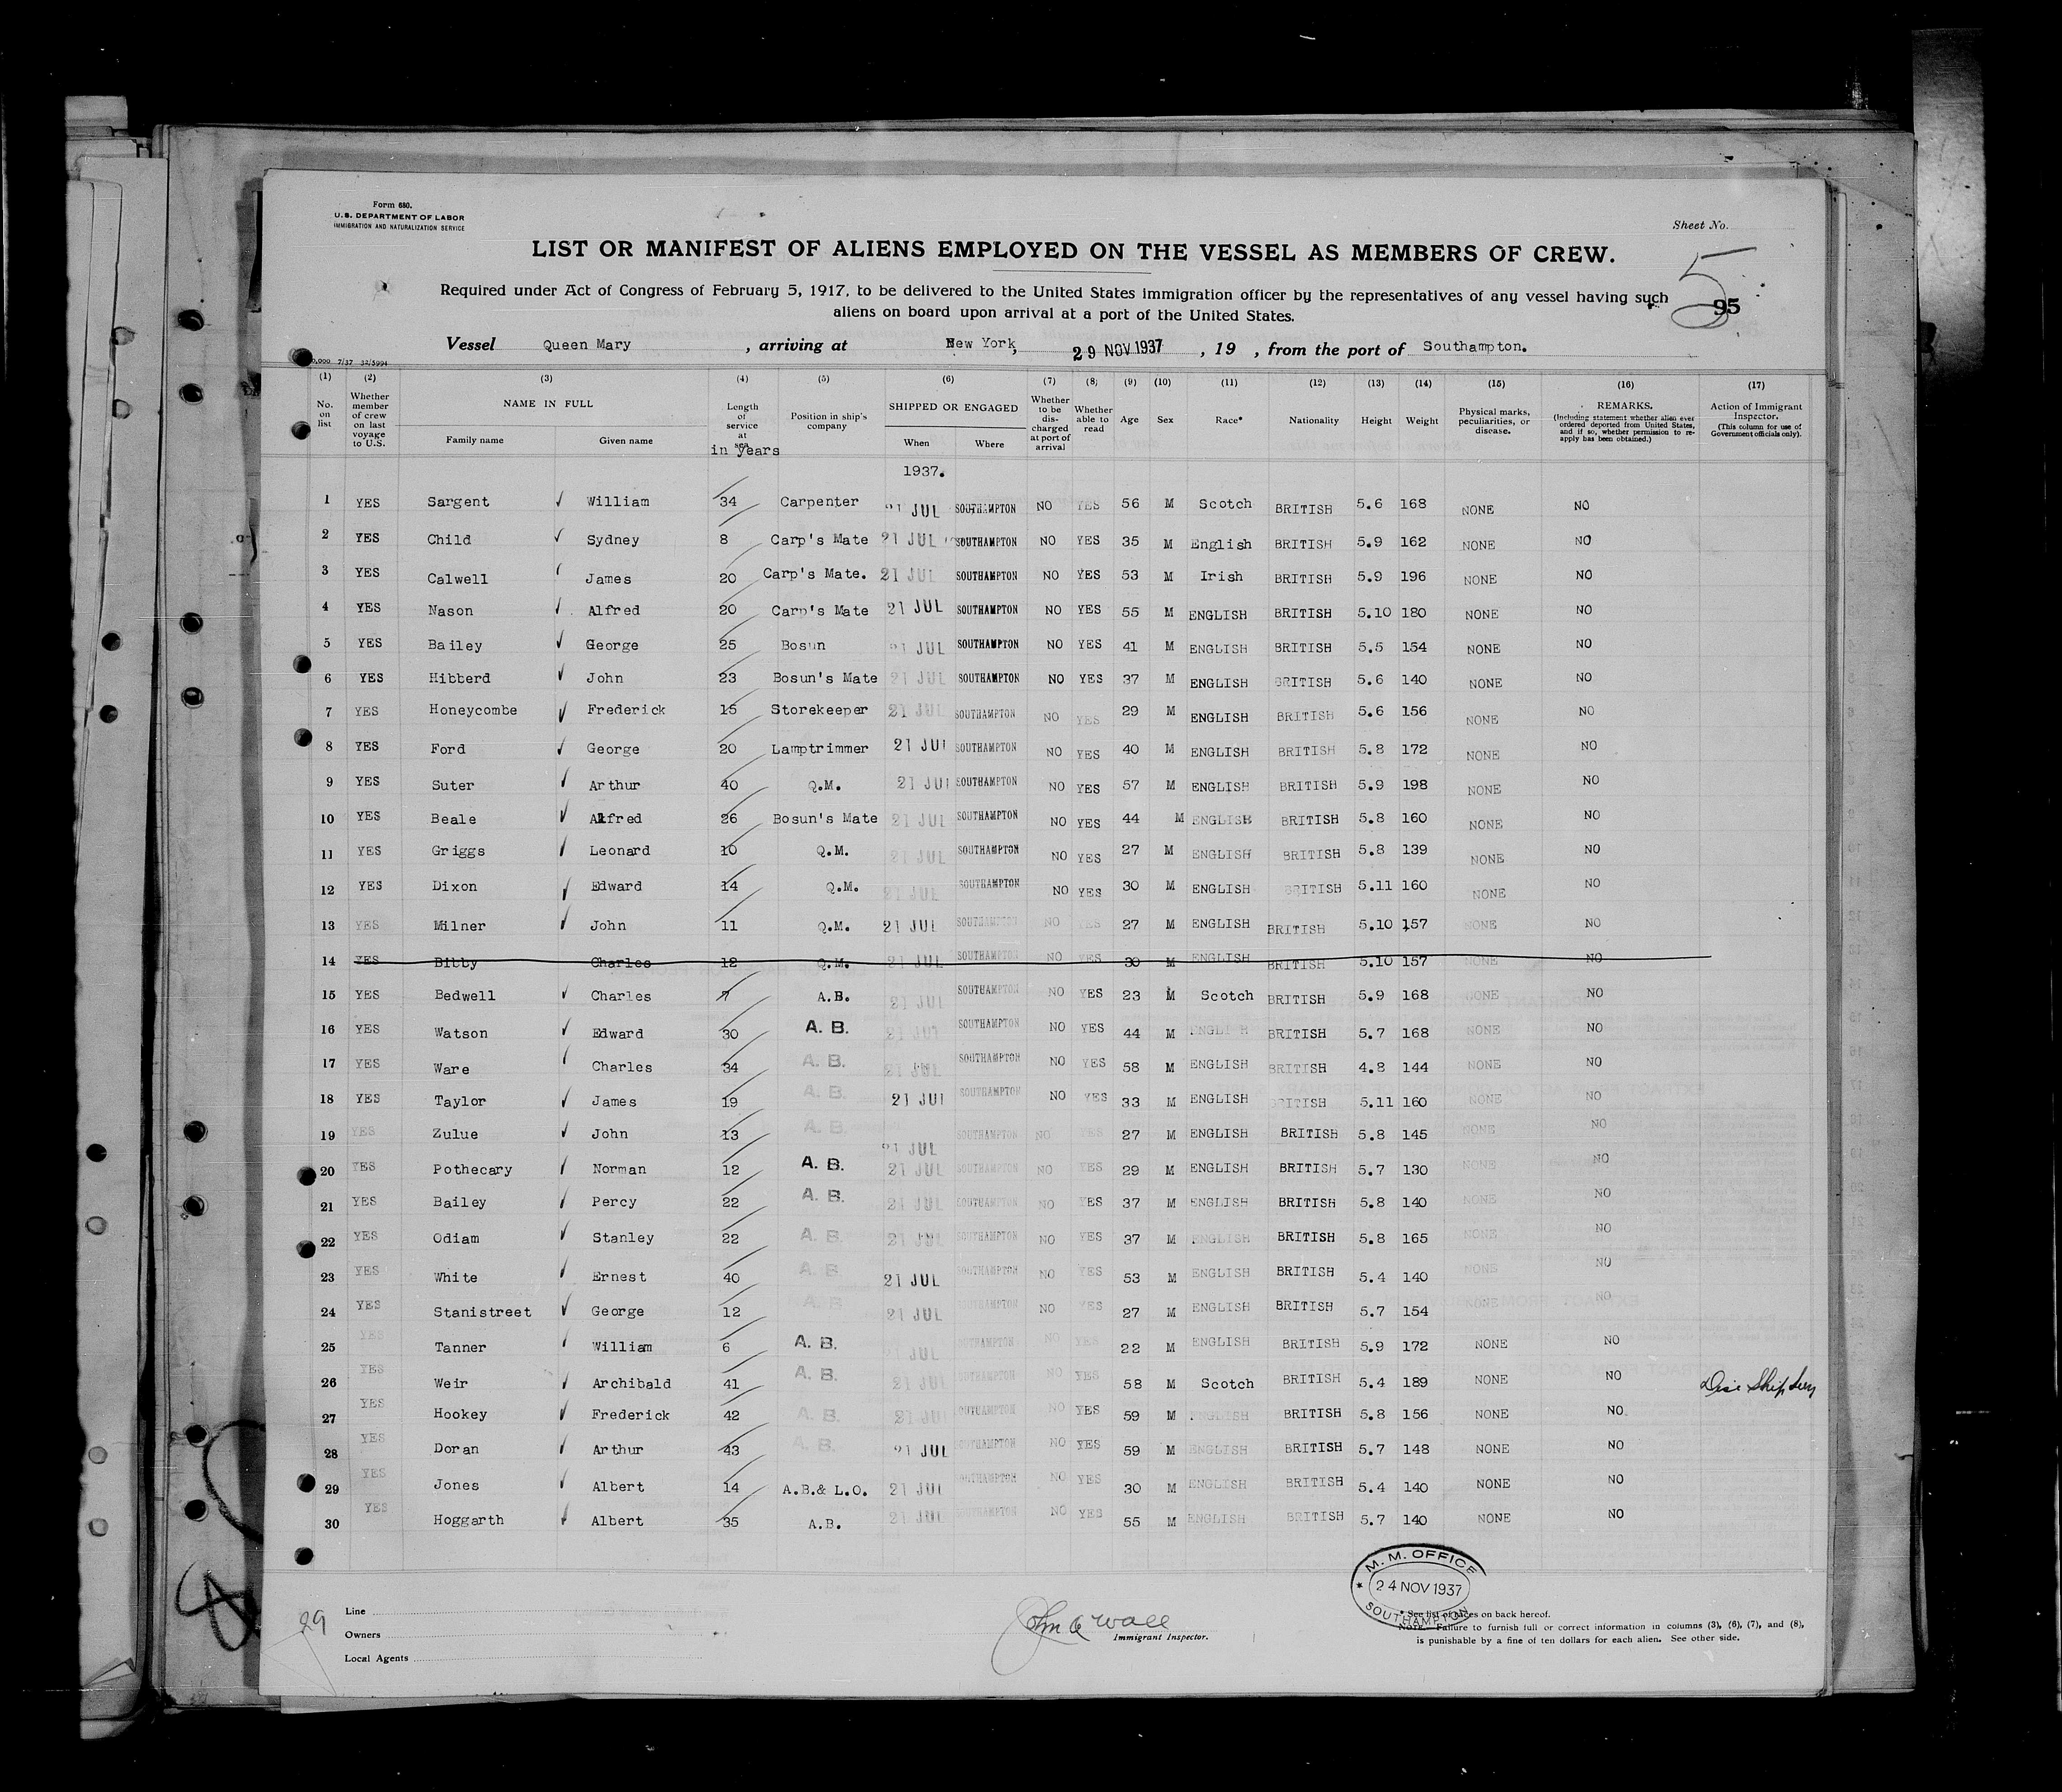 Form 680.
U.S. DEPARTMENT OF LABOR
IMMIGRATION AND NATURALIZATION SERVICE
Sheet No.
LIST OR MANIFEST OF ALIENS EMPLOYED ON THE VESSEL AS MEMBERS OF CREW.
5
Required under Act of Congress of February 5, 1917, to be delivered to the United States immigration officer by the representatives of any vessel having such
95
aliens on board upon arrival at a port of the United States.
Vessel Queen Mary, arriving at New York, 29 NOV 1937, 19 , from the port of Southampton.
(1) (2) (3) (4) (5) (6) (7) (8) (9) (10) (11) (12) (13) (14) (15) (16) (17)
No. on list
Whether member of crew on last voyage to U.S.
NAME IN FULL
Family name
Given name
Length of service at sea
in years
Position in ship's company
SHIPPED OR ENGAGED
When
Where
Whether to be discharged at port of arrival
Whether able to read
Age
Sex
Race*
Nationality
Height
Weight
Physical marks, peculiarities, or disease.
REMARKS.
(Including statement whether alien ever ordered deported from United States, and if so, whether permission to reapply has been obtained.)
Action of Immigrant Inspector.
(This column for use of Government officials only).
1937.
1 YES Sargent William 34 Carpenter 21 JUL SOUTHAMPTON NO YES 56 M Scotch BRITISH 5.6 168 NONE NO
2 YES Child Sydney 8 Carp's Mate 21 JUL SOUTHAMPTON NO YES 35 M English BRITISH 5.9 162 NONE NO
3 YES Calwell James 20 Carp's Mate. 21 JUL SOUTHAMPTON NO YES 53 M Irish BRITISH 5.9 196 NONE NO
4 YES Nason Alfred 20 Carp's Mate 21 JUL SOUTHAMPTON NO YES 55 M ENGLISH BRITISH 5.10 180 NONE NO
5 YES Bailey George 25 Bosun 21 JUL SOUTHAMPTON NO YES 41 M ENGLISH BRITISH 5.5 154 NONE NO
6 YES Hibberd John 23 Bosun's Mate 21 JUL SOUTHAMPTON NO YES 37 M ENGLISH BRITISH 5.6 140 NONE NO
7 YES Honeycombe Frederick 15 Storekeeper 21 JUL SOUTHAMPTON NO YES 29 M ENGLISH BRITISH 5.6 156 NONE NO
8 YES Ford George 20 Lamptrimmer 21 JUL SOUTHAMPTON NO YES 40 M ENGLISH BRITISH 5.8 172 NONE NO
9 YES Suter Arthur 40 Q.M. 21 JUL SOUTHAMPTON NO YES 57 M ENGLISH BRITISH 5.9 198 NONE NO
10 YES Beale Alfred 26 Bosun's Mate 21 JUL SOUTHAMPTON NO YES 44 M ENGLISH BRITISH 5.8 160 NONE NO
11 YES Griggs Leonard 10 Q.M. 21 JUL SOUTHAMPTON NO YES 27 M ENGLISH BRITISH 5.8 139 NONE NO
12 YES Dixon Edward 14 Q.M. 21 JUL SOUTHAMPTON NO YES 30 M ENGLISH BRITISH 5.11 160 NONE NO
13 YES Milner John 11 Q.M. 21 JUL SOUTHAMPTON NO YES 27 M ENGLISH BRITISH 5.10 157 NONE NO
14 YES Bibby Charles 12 Q.M. 21 JUL SOUTHAMPTON NO YES 30 M ENGLISH BRITISH 5.10 157 NONE NO
15 YES Bedwell Charles 7 A.B. 21 JUL SOUTHAMPTON NO YES 23 M Scotch BRITISH 5.9 168 NONE NO
16 YES Watson Edward 30 A. B. 21 JUL SOUTHAMPTON NO YES 44 M ENGLISH BRITISH 5.7 168 NONE NO
17 YES Ware Charles 34 A. B. 21 JUL SOUTHAMPTON NO YES 58 M ENGLISH BRITISH 4.8 144 NONE NO
18 YES Taylor James 19 A. B. 21 JUL SOUTHAMPTON NO YES 33 M ENGLISH BRITISH 5.11 160 NONE NO
19 YES Zulue John 13 A. B. 21 JUL SOUTHAMPTON NO YES 27 M ENGLISH BRITISH 5.8 145 NONE NO
20 YES Pothecary Norman 12 A. B. 21 JUL SOUTHAMPTON NO YES 29 M ENGLISH BRITISH 5.7 130 NONE NO
21 YES Bailey Percy 22 A. B. 21 JUL SOUTHAMPTON NO YES 37 M ENGLISH BRITISH 5.8 140 NONE NO
22 YES Odiam Stanley 22 A. B. 21 JUL SOUTHAMPTON NO YES 37 M ENGLISH BRITISH 5.8 165 NONE NO
23 YES White Ernest 40 A. B. 21 JUL SOUTHAMPTON NO YES 53 M ENGLISH BRITISH 5.4 140 NONE NO
24 YES Stanistreet George 12 A. B. 21 JUL SOUTHAMPTON NO YES 27 M ENGLISH BRITISH 5.7 154 NONE NO
25 YES Tanner William 6 A. B. JUL SOUTHAMPTON NO YES 22 M ENGLISH BRITISH 5.9 172 NONE NO
26 YES Weir Archibald 41 A. B. 21 JUL SOUTHAMPTON NO YES 58 M Scotch BRITISH 5.4 189 NONE NO
27 YES Hookey Frederick 42 A. B. 21 JUL SOUTHAMPTON NO YES 59 M ENGLISH BRITISH 5.8 156 NONE NO.
28 YES Doran Arthur 43 A. B. 21 JUL SOUTHAMPTON NO YES 59 M ENGLISH BRITISH 5.7 148 NONE NO
29 YES Jones Albert 14 A.B.& L.O. 21 JUL SOUTHAMPTON NO YES 30 M ENGLISH BRITISH 5.4 140 NONE NO
30 YES Hoggarth Albert 35 A.B. 21 JUL SOUTHAMPTON NO YES 55 M ENGLISH BRITISH 5.7 140 NONE NO
M. M. OFFICE
24 NOV 1937
SOUTHAMPTON
29
Line
Owners
Local Agents
John A Wall
Immigrant Inspector.
* See list of races on back hereof.
NOTE.—Failure to furnish full or correct information in columns (3), (6), (7), and (8), is punishable by a fine of ten dollars for each alien. See other side.